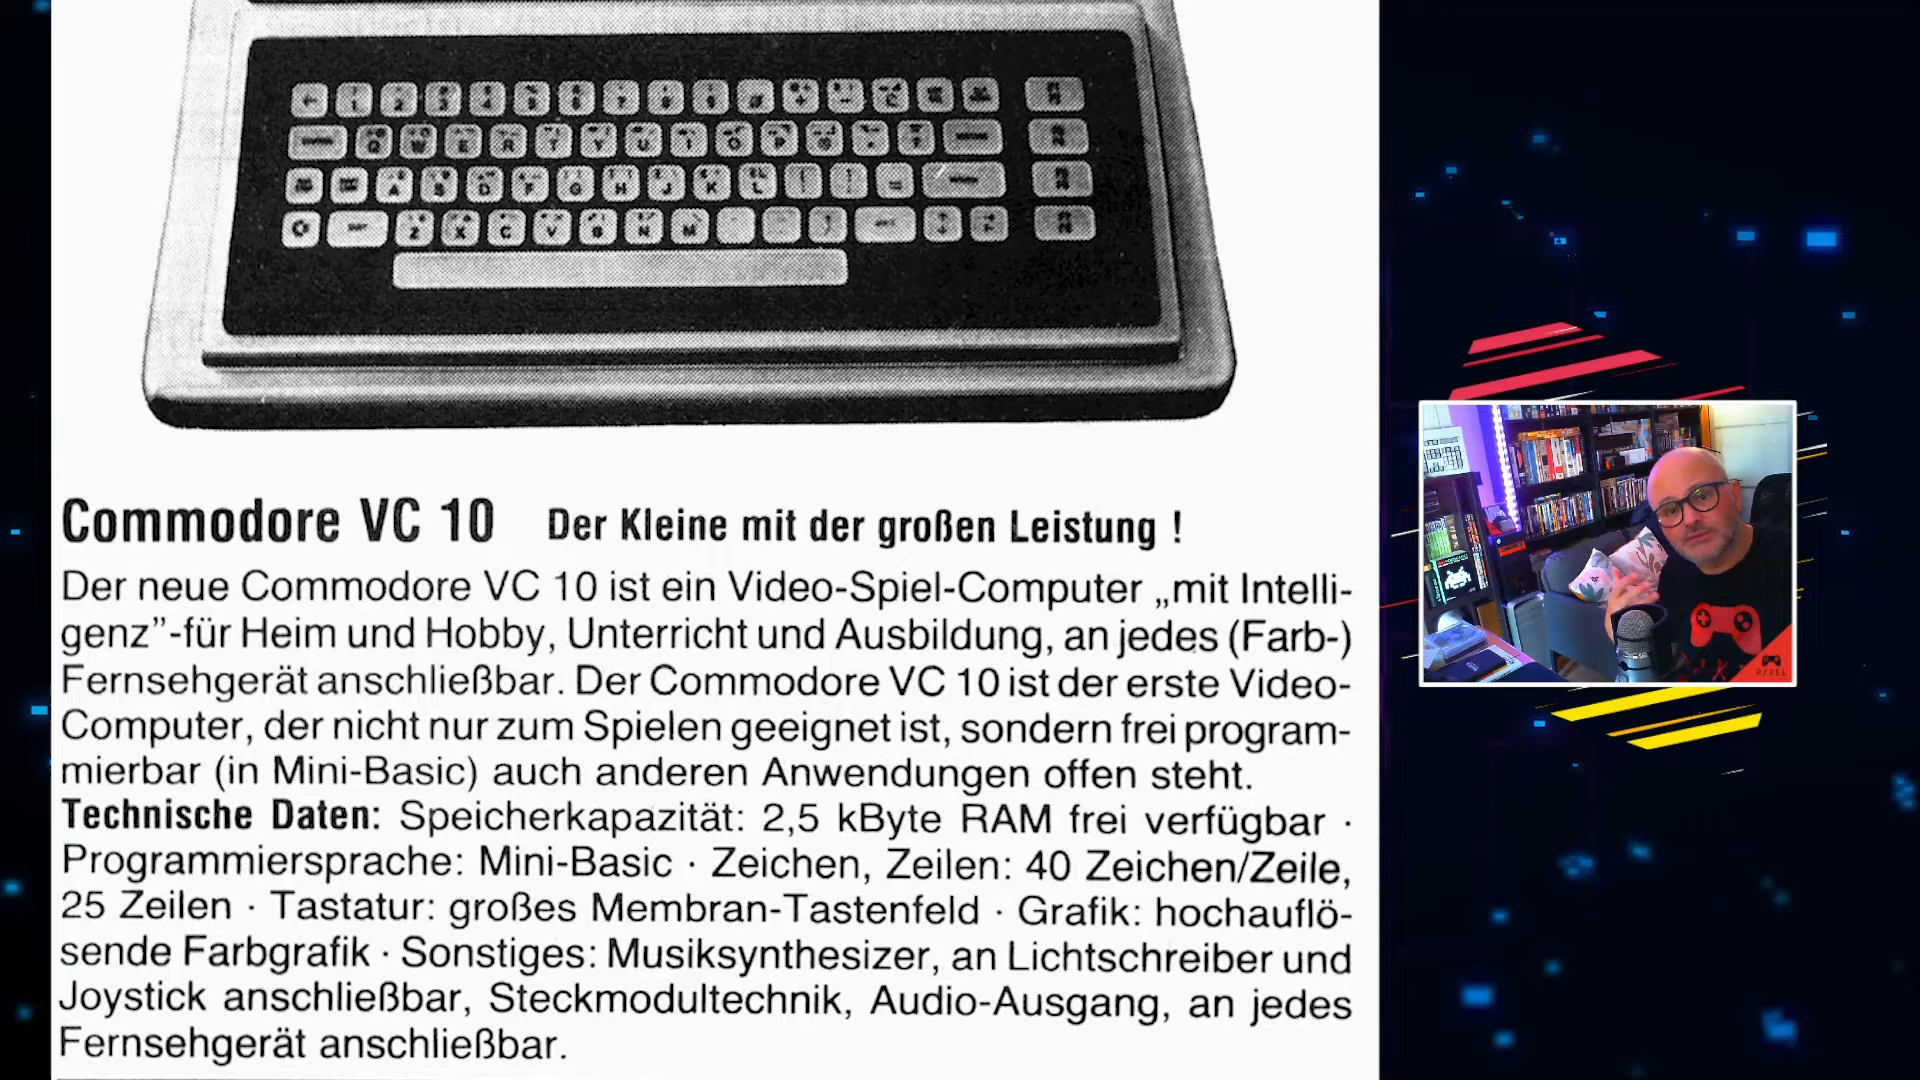 Commodore VC 10 Der Kleine mit der großen Leistung !
Der neue Commodore VC 10 ist ein Video-Spiel-Computer „mit Intelli-
genz”-für Heim und Hobby, Unterricht und Ausbildung, an jedes (Farb-)
Fernsehgerät anschließbar. Der Commodore VC 10 ist der erste Video-
Computer, der nicht nur zum Spielen geeignet ist, sondern frei program-
mierbar (in Mini-Basic) auch anderen Anwendungen offen steht.
Technische Daten: Speicherkapazität: 2,5 kByte RAM frei verfügbar ·
Programmiersprache: Mini-Basic · Zeichen, Zeilen: 40 Zeichen/Zeile,
25 Zeilen · Tastatur: großes Membran-Tastenfeld · Grafik: hochauflö-
sende Farbgrafik · Sonstiges: Musiksynthesizer, an Lichtschreiber und
Joystick anschließbar, Steckmodultechnik, Audio-Ausgang, an jedes
Fernsehgerät anschließbar.